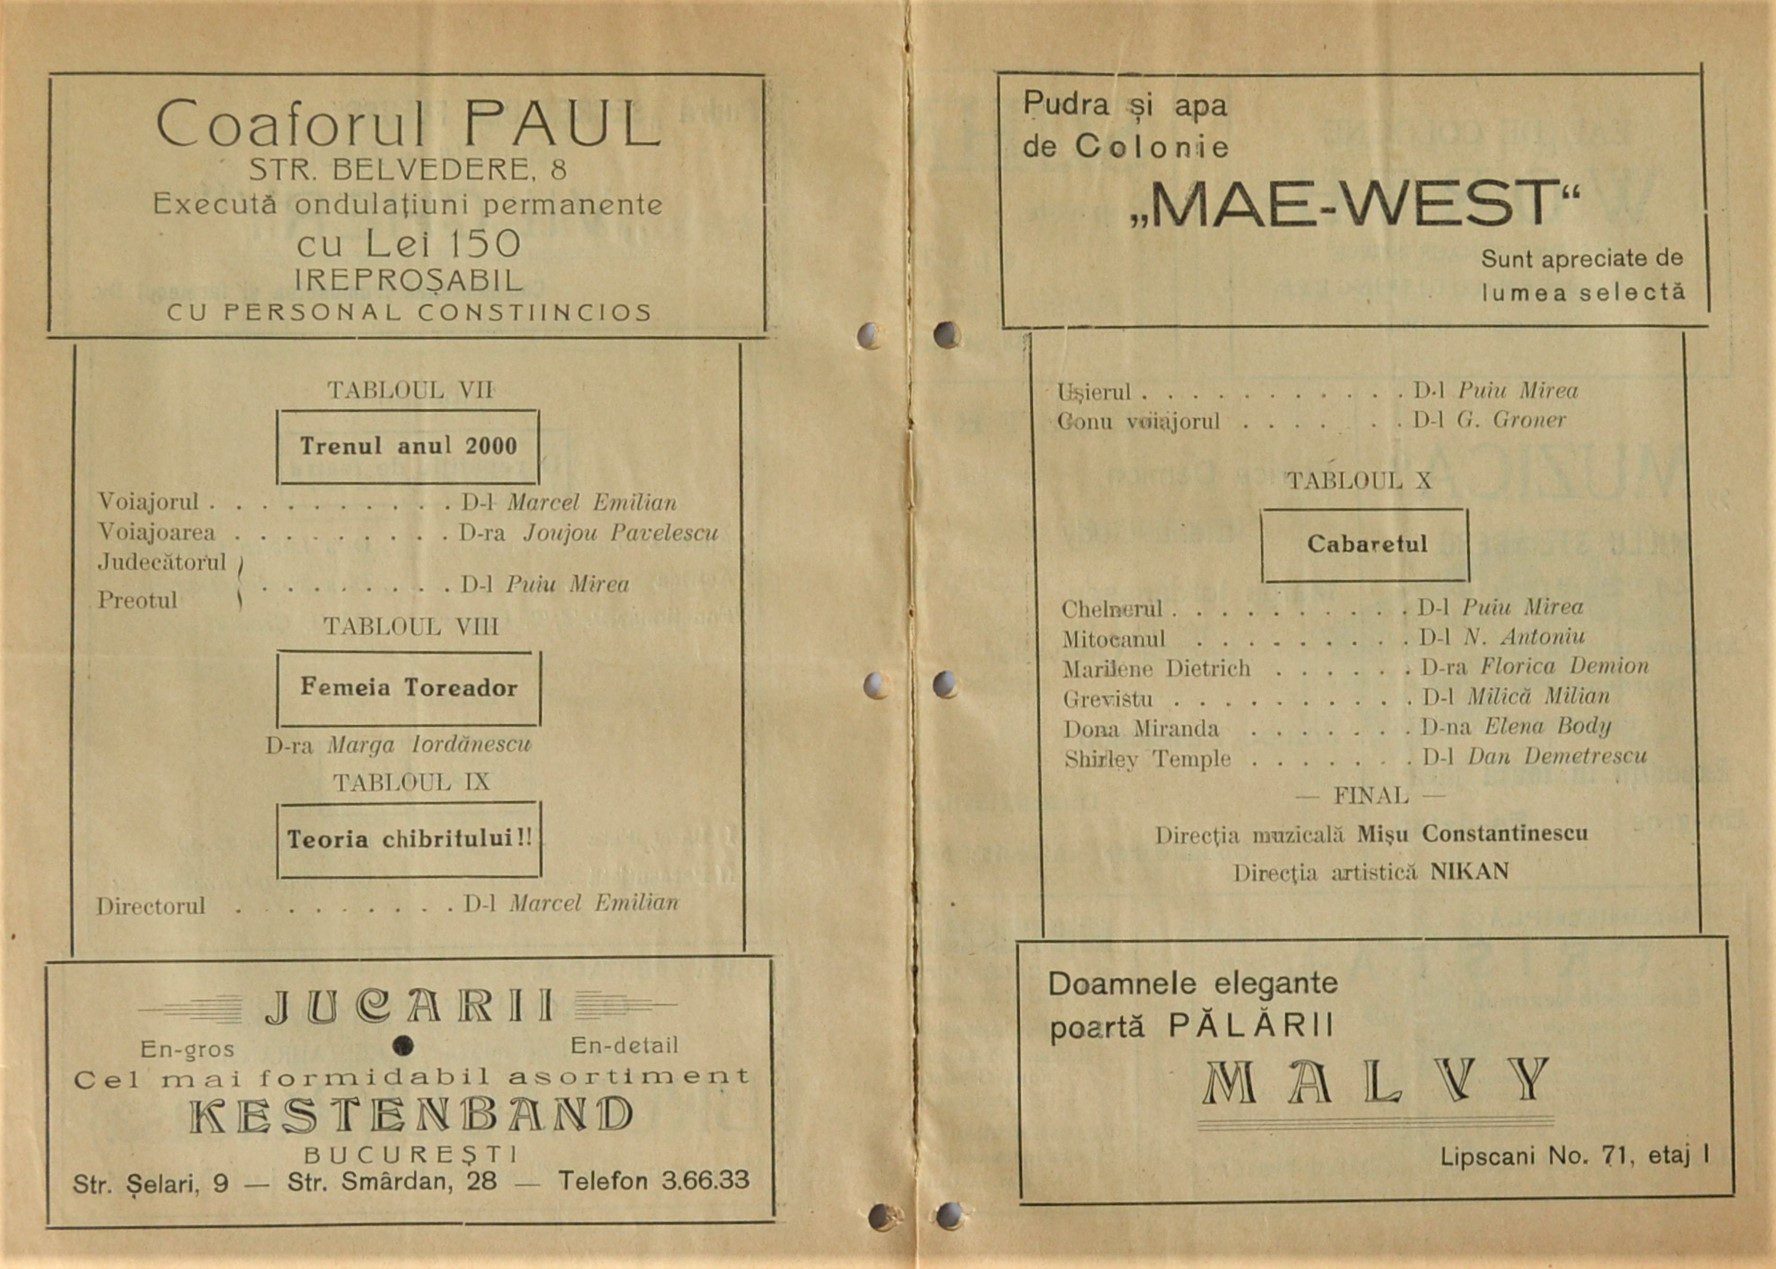 Coaforul PAUL
STR. BELVEDERE, 8
Execută ondulațiuni permanente
cu Lei 150
IREPROȘABIL
CU PERSONAL CONSTIINCIOS
TABLOUL VII
Trenul anul 2000
Voiajorul . . . . . . . . . . D-l Marcel Emilian
Voiajoarea . . . . . . . . . D-ra Joujou Pavelescu
Judecătorul )
. . . . . . . . D-l Puiu Mirea
Preotul )
TABLOUL VIII
Femeia Toreador
D-ra Marga Iordănescu
TABLOUL IX
Teoria chibritului!!
Directorul . . . . . . . . . D-l Marcel Emilian
JUCARII
En-gros ● En-detail
Cel mai formidabil asortiment
KESTENBAND
BUCUREȘTI
Str. Șelari, 9 — Str. Smârdan, 28 — Telefon 3.66.33
Pudra și apa
de Colonie
„MAE-WEST“
Sunt apreciate de
lumea selectă
Ușierul . . . . . . . . . . . D-l Puiu Mirea
Conu voiajorul . . . . . . . D-l G. Groner
TABLOUL X
Cabaretul
Chelnerul . . . . . . . . . . D-l Puiu Mirea
Mitocanul . . . . . . . . . D-l N. Antoniu
Marilene Dietrich . . . . . . D-ra Florica Demion
Grevistu . . . . . . . . . . D-l Milică Milian
Dona Miranda . . . . . . . D-na Elena Body
Shirley Temple . . . . . . . D-l Dan Demetrescu
— FINAL —
Direcția muzicală Mișu Constantinescu
Direcția artistică NIKAN
Doamnele elegante
poartă PĂLĂRII
MALVY
Lipscani No. 71, etaj I